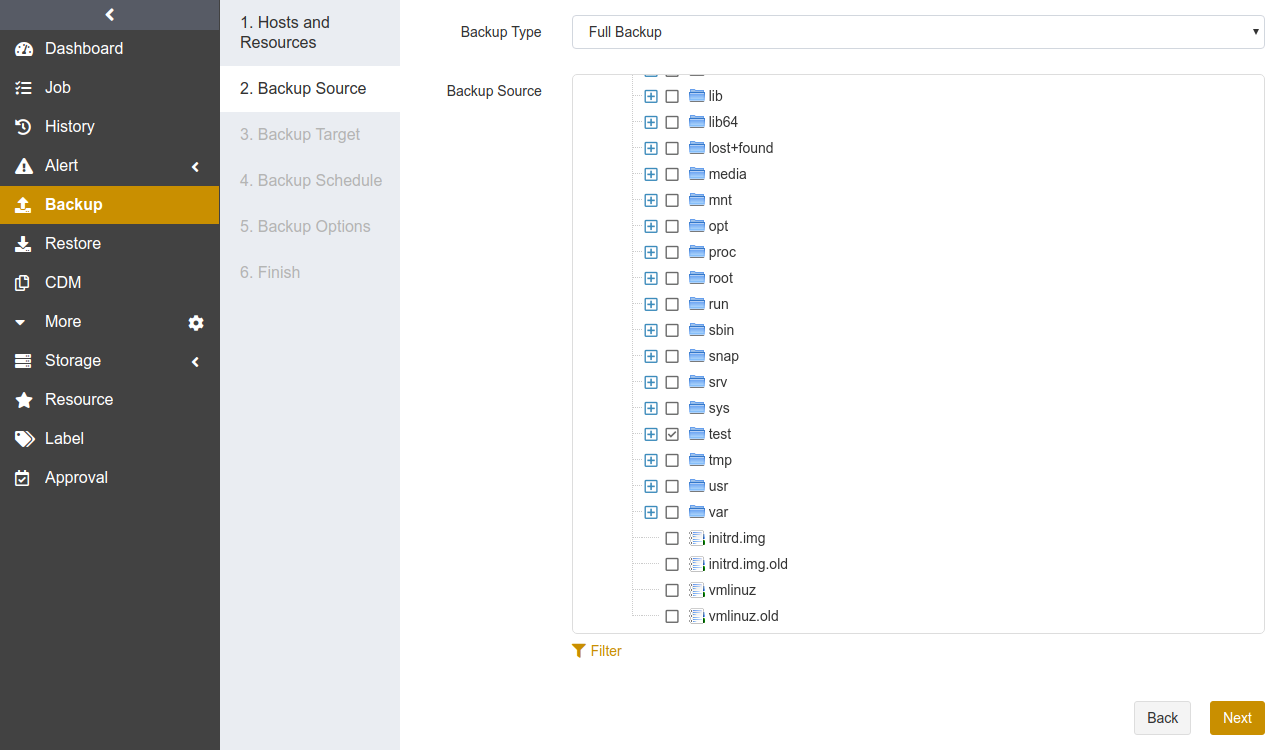 Dashboard
Job
History
Alert
Backup
Restore
CDM
More
Storage
Resource
Label
Approval
1. Hosts and
Resources
2. Backup Source
3. Backup Target
4. Backup Schedule
5. Backup Options
6. Finish
Backup Type
Full Backup
Backup Source
lib
lib64
lost+found
media
mnt
opt
proc
root
run
sbin
snap
srv
sys
test
tmp
usr
var
initrd.img
initrd.img.old
vmlinuz
vmlinuz.old
Filter
Back
Next